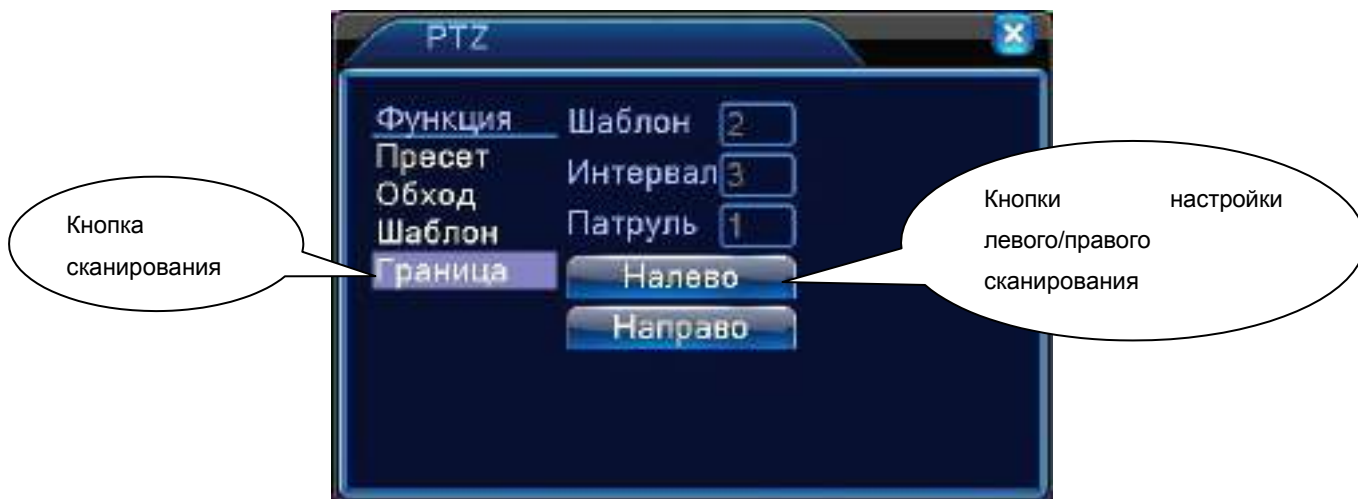 PTZ
Функция
Пресет
Обход
Шаблон
Граница
Шаблон 2
Интервал 3
Патруль 1
Налево
Направо
Кнопка
сканирования
Кнопки настройки
левого/правого
сканирования